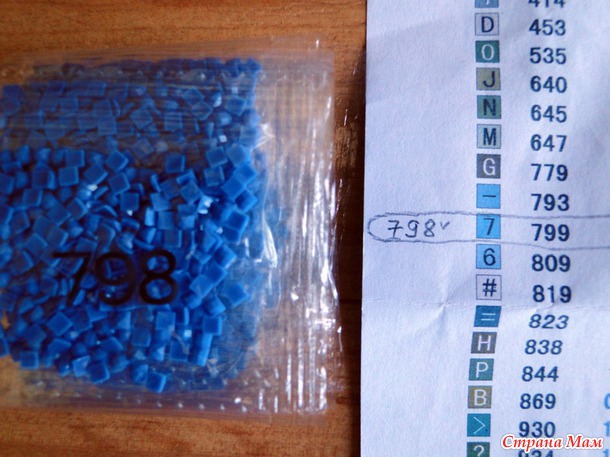 798
414
D 453
O 535
J 640
N 645
M 647
G 779
– 793
798 7 799
6 809
# 819
= 823
H 838
P 844
B 869
> 930
?
Страна Мам